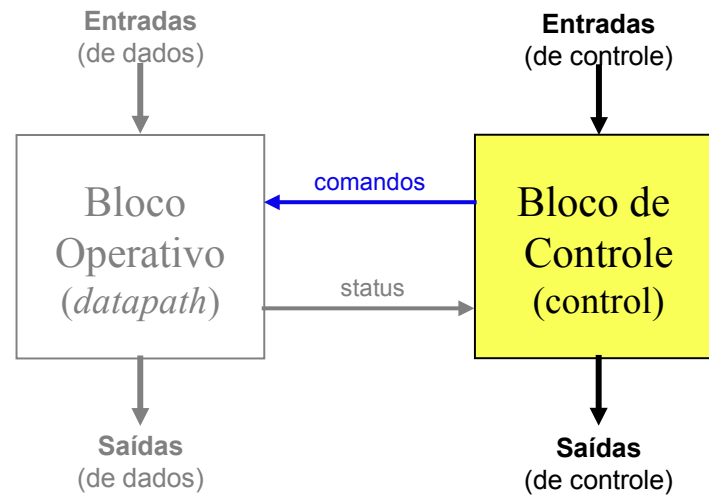 Entradas
(de dados)
Entradas
(de controle)
Bloco
Operativo
(datapath)
comandos
status
Bloco de
Controle
(control)
Saídas
(de dados)
Saídas
(de controle)